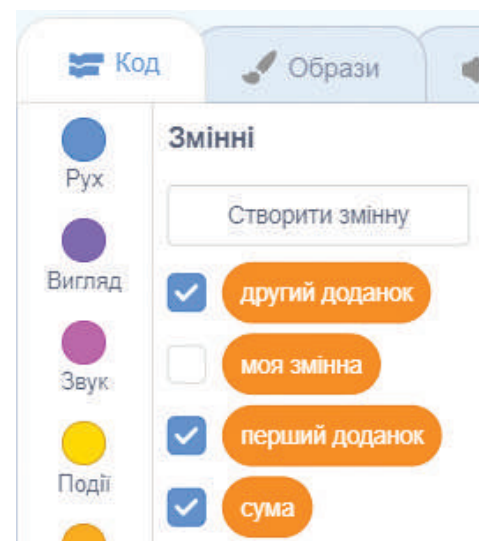 Код
Образи
Рух
Вигляд
Звук
Події
Змінні
Створити змінну
другий доданок
моя змінна
перший доданок
сума